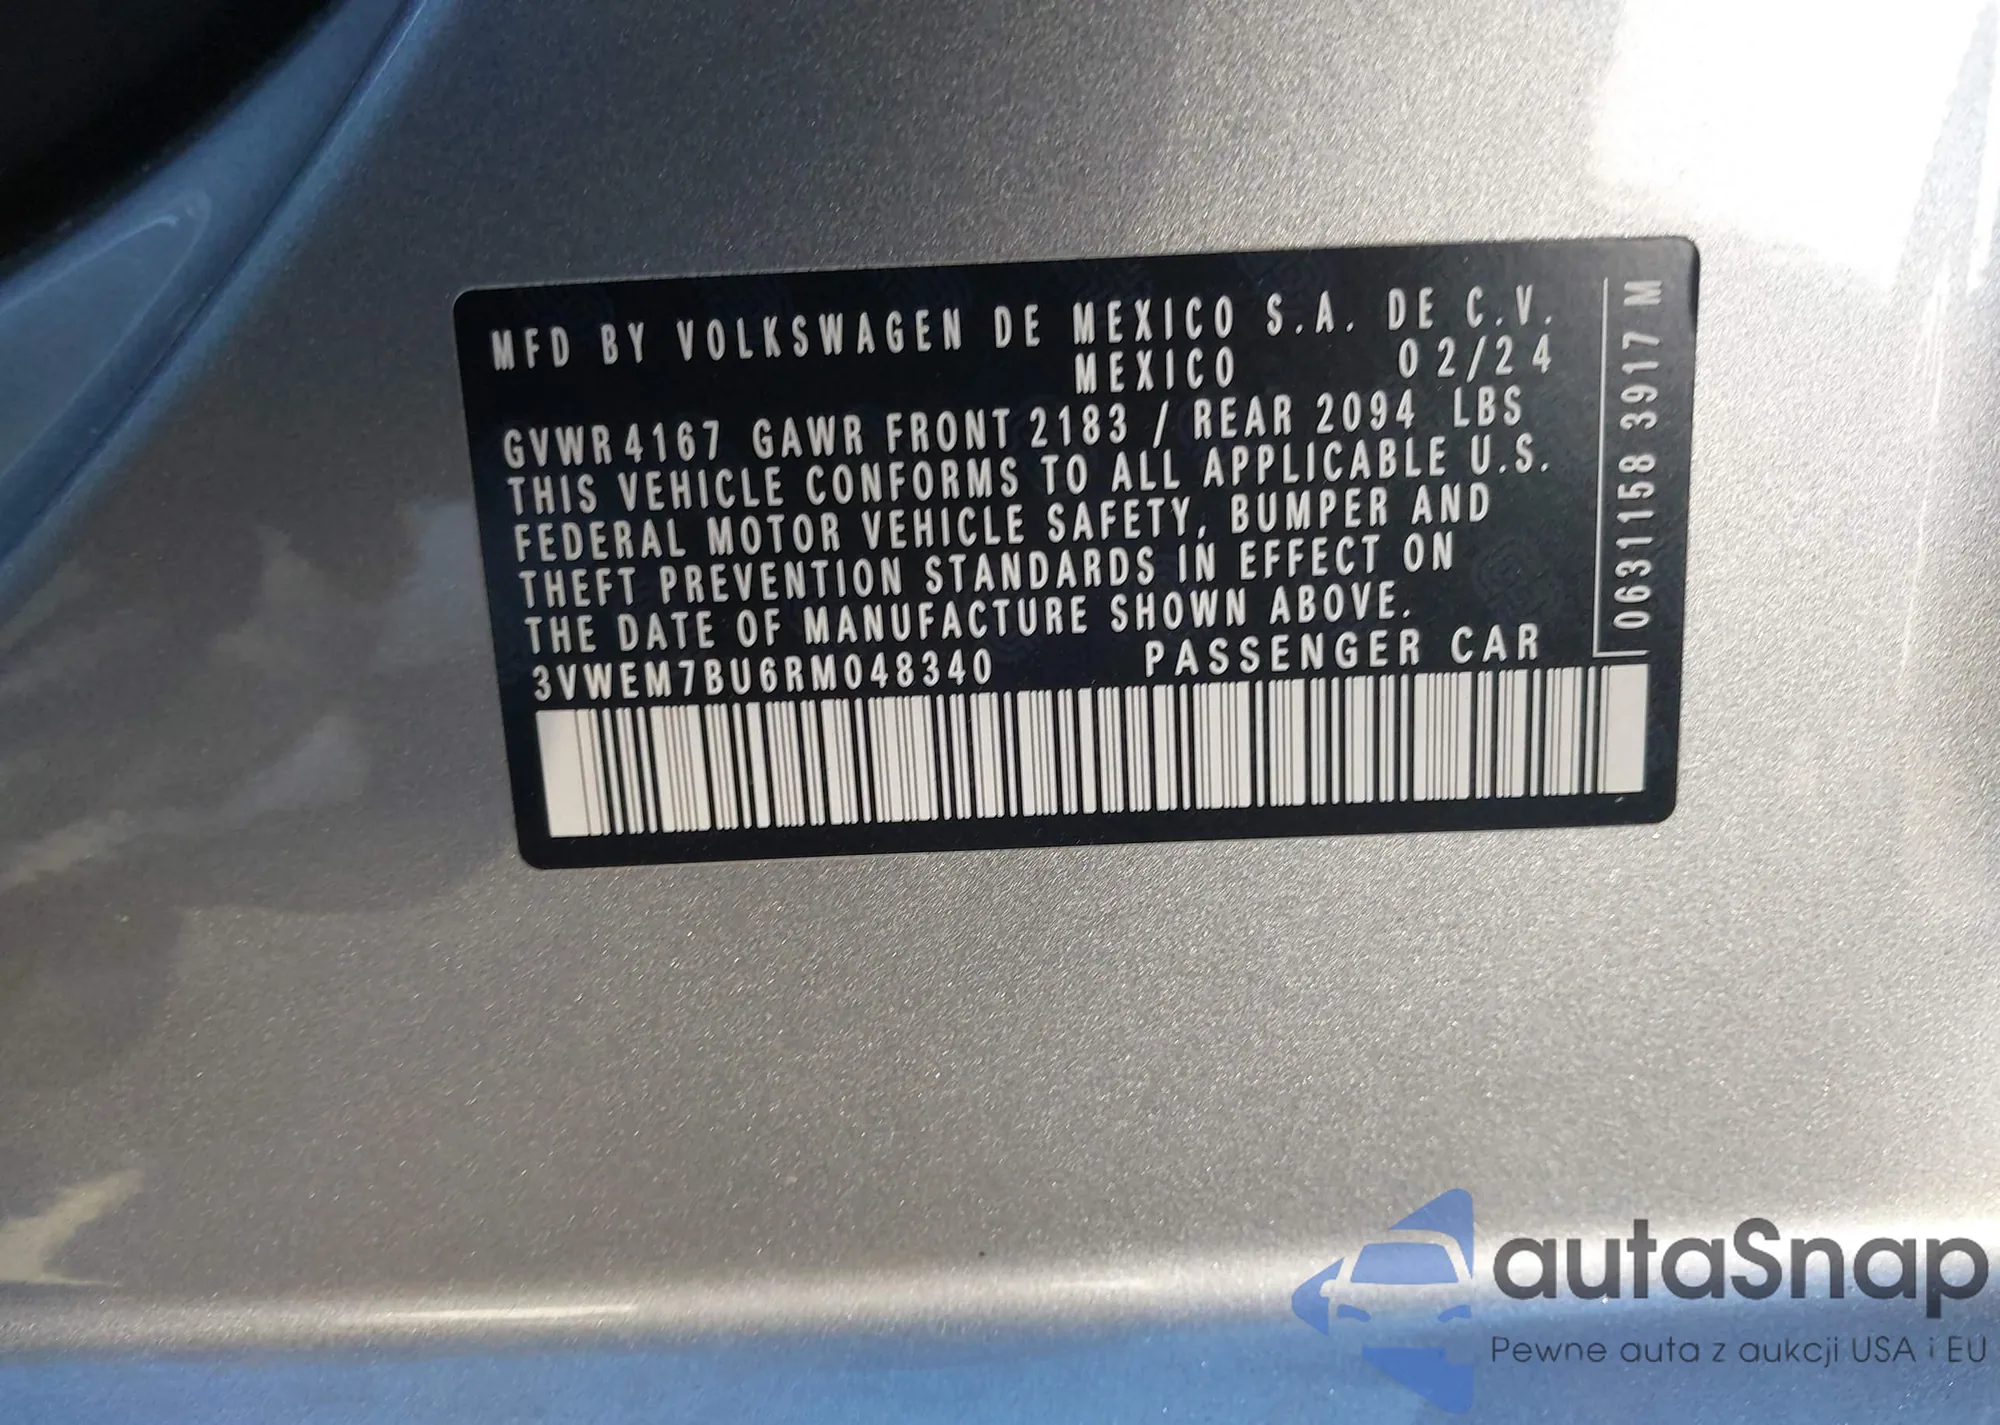 MFD BY VOLKSWAGEN DE MEXICO S.A. DE C.V.
MEXICO 02/24
GVWR 4167 GAWR FRONT 2183 / REAR 2094 LBS
THIS VEHICLE CONFORMS TO ALL APPLICABLE U.S.
FEDERAL MOTOR VEHICLE SAFETY, BUMPER AND
THEFT PREVENTION STANDARDS IN EFFECT ON
THE DATE OF MANUFACTURE SHOWN ABOVE.
3VWEM7BU6RM048340 PASSENGER CAR
0631158 3917 M
autaSnap
Pewne auta z aukcji USA i EU